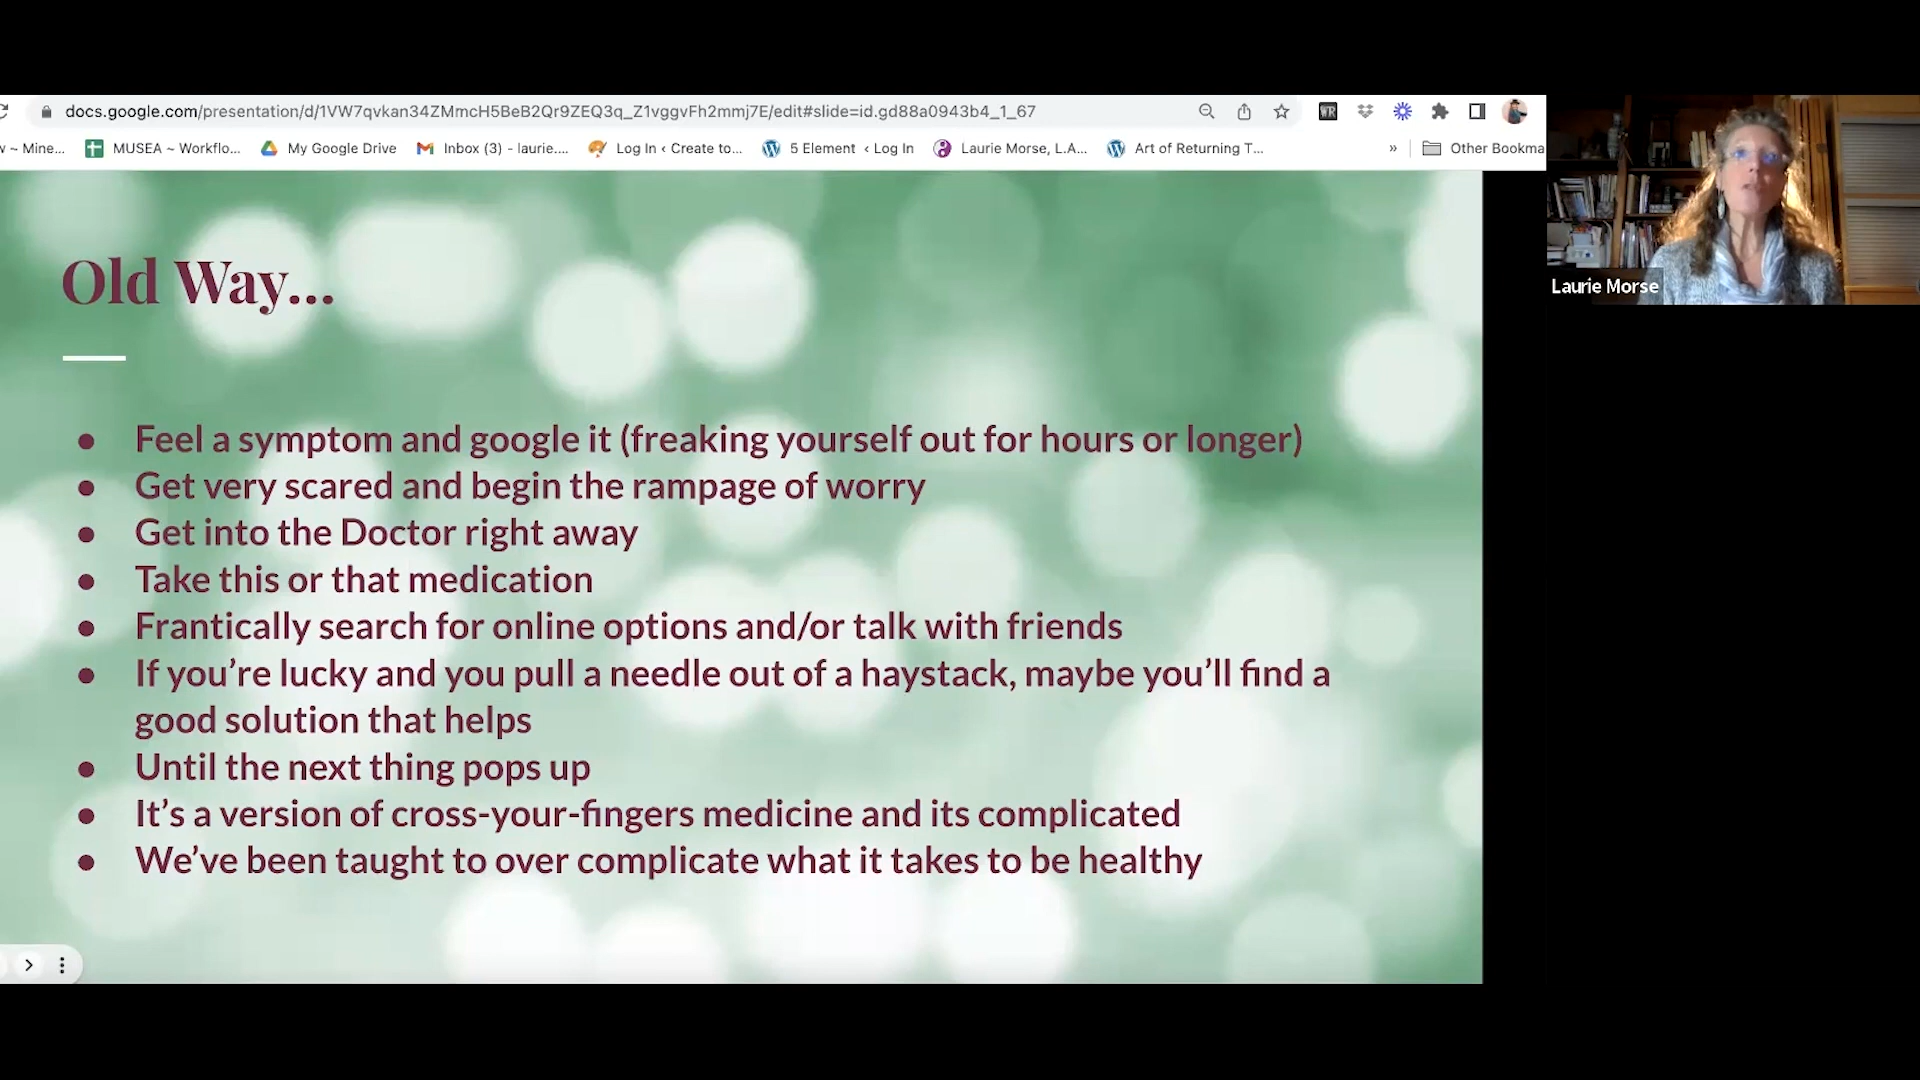 docs.google.com/presentation/d/1VW7qvkan34ZMmcH5BeB2Qr9ZEQ3q_Z1vggvFh2mmj7E/edit#slide=id.gd88a0943b4_1_67
WR
w ~ Mine... MUSEA ~ Workflo... My Google Drive Inbox (3) - laurie.... Log In ‹ Create to... 5 Element ‹ Log In Laurie Morse, L.A... Art of Returning T... » Other Bookma
Laurie Morse
Old Way...
● Feel a symptom and google it (freaking yourself out for hours or longer)
● Get very scared and begin the rampage of worry
● Get into the Doctor right away
● Take this or that medication
● Frantically search for online options and/or talk with friends
● If you’re lucky and you pull a needle out of a haystack, maybe you’ll find a
good solution that helps
● Until the next thing pops up
● It’s a version of cross-your-fingers medicine and its complicated
● We’ve been taught to over complicate what it takes to be healthy